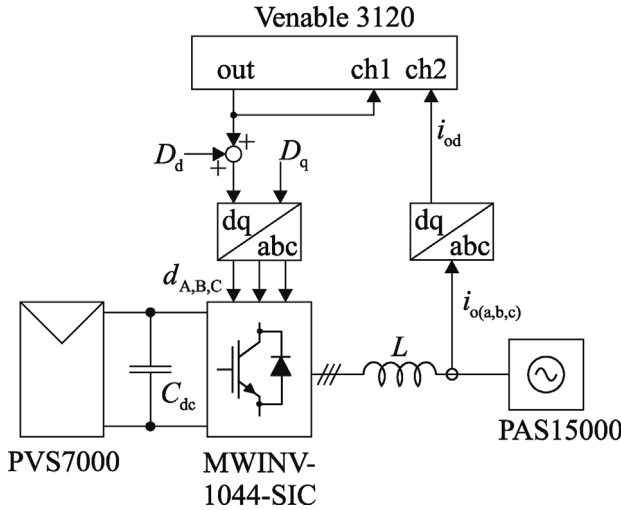 Venable 3120
out ch1 ch2
+
+
D_d
D_q
i_od
dq
abc
dq
abc
d_A,B,C
i_o(a,b,c)
L
C_dc
PVS7000
MWINV-
1044-SIC
PAS15000